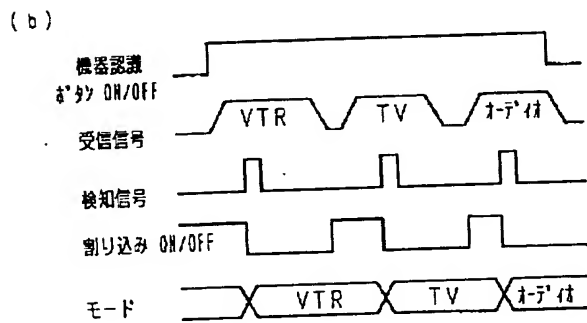 (b)
機器認識
ボタン ON/OFF
VTR TV オーディオ
受信信号
検知信号
割り込み ON/OFF
モード VTR TV オーディオ